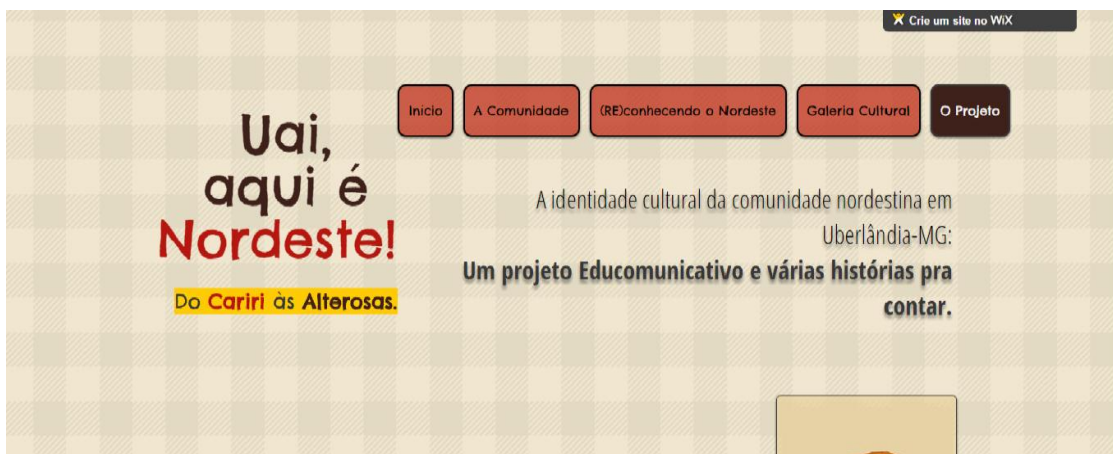 Crie um site no WiX
Inicio
A Comunidade
(RE)conhecendo o Nordeste
Galeria Cultural
O Projeto
Uai,
aqui é
Nordeste!
Do Cariri às Alterosas.
A identidade cultural da comunidade nordestina em
Uberlândia-MG:
Um projeto Educomunicativo e várias histórias pra
contar.